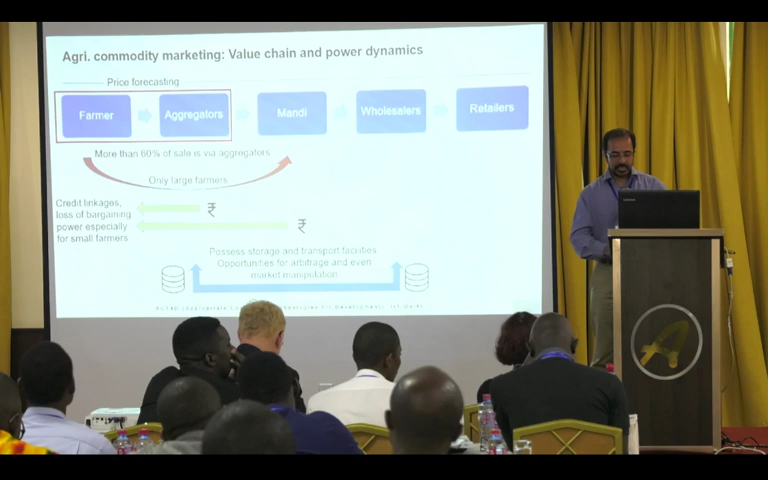 Agri. commodity marketing: Value chain and power dynamics
Price forecasting
Farmer
Aggregators
Mandi
Wholesalers
Retailers
More than 60% of sale is via aggregators
Only large farmers
Credit linkages,
loss of bargaining
power especially
for small farmers
₹
₹
Possess storage and transport facilities
Opportunities for arbitrage and even
market manipulation